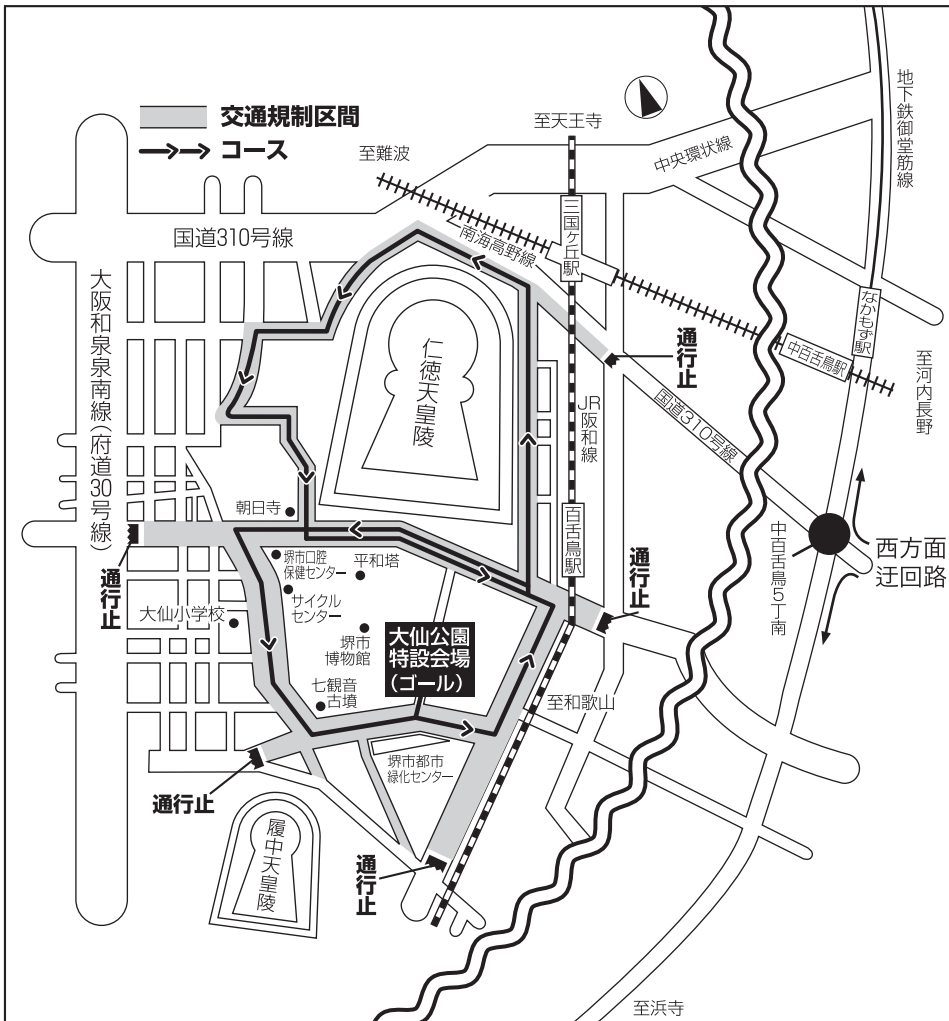 交通規制区間
コース
至難波
至天王寺
中央環状線
地下鉄御堂筋線
国道310号線
南海高野線
三国ヶ丘駅
大阪和泉泉南線(府道30号線)
仁徳天皇陵
通行止
中百舌鳥駅
なかもず駅
至河内長野
国道310号線
JR阪和線
朝日寺
百舌鳥駅
通行止
堺市口腔
保健センター
平和塔
サイクル
センター
大仙小学校
堺市
博物館
大仙公園
特設会場
(ゴール)
七観音
古墳
通行止
中百舌鳥5丁南
西方面
迂回路
至和歌山
堺市都市
緑化センター
通行止
履中天皇陵
通行止
至浜寺